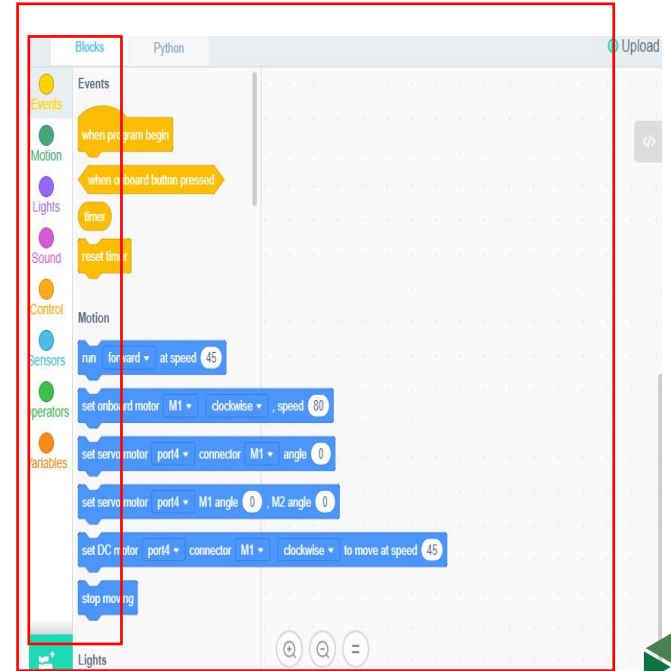 Blocks Python Upload
Events
Events
when program begin
Motion
when onboard button pressed
Lights
timer
Sound
reset timer
Control
Motion
Sensors
run forward at speed 45
Operators
set onboard motor M1 clockwise , speed 80
Variables
set servo motor port4 connector M1 angle 0
set servo motor port4 M1 angle 0 , M2 angle 0
set DC motor port4 connector M1 clockwise to move at speed 45
stop moving
Lights